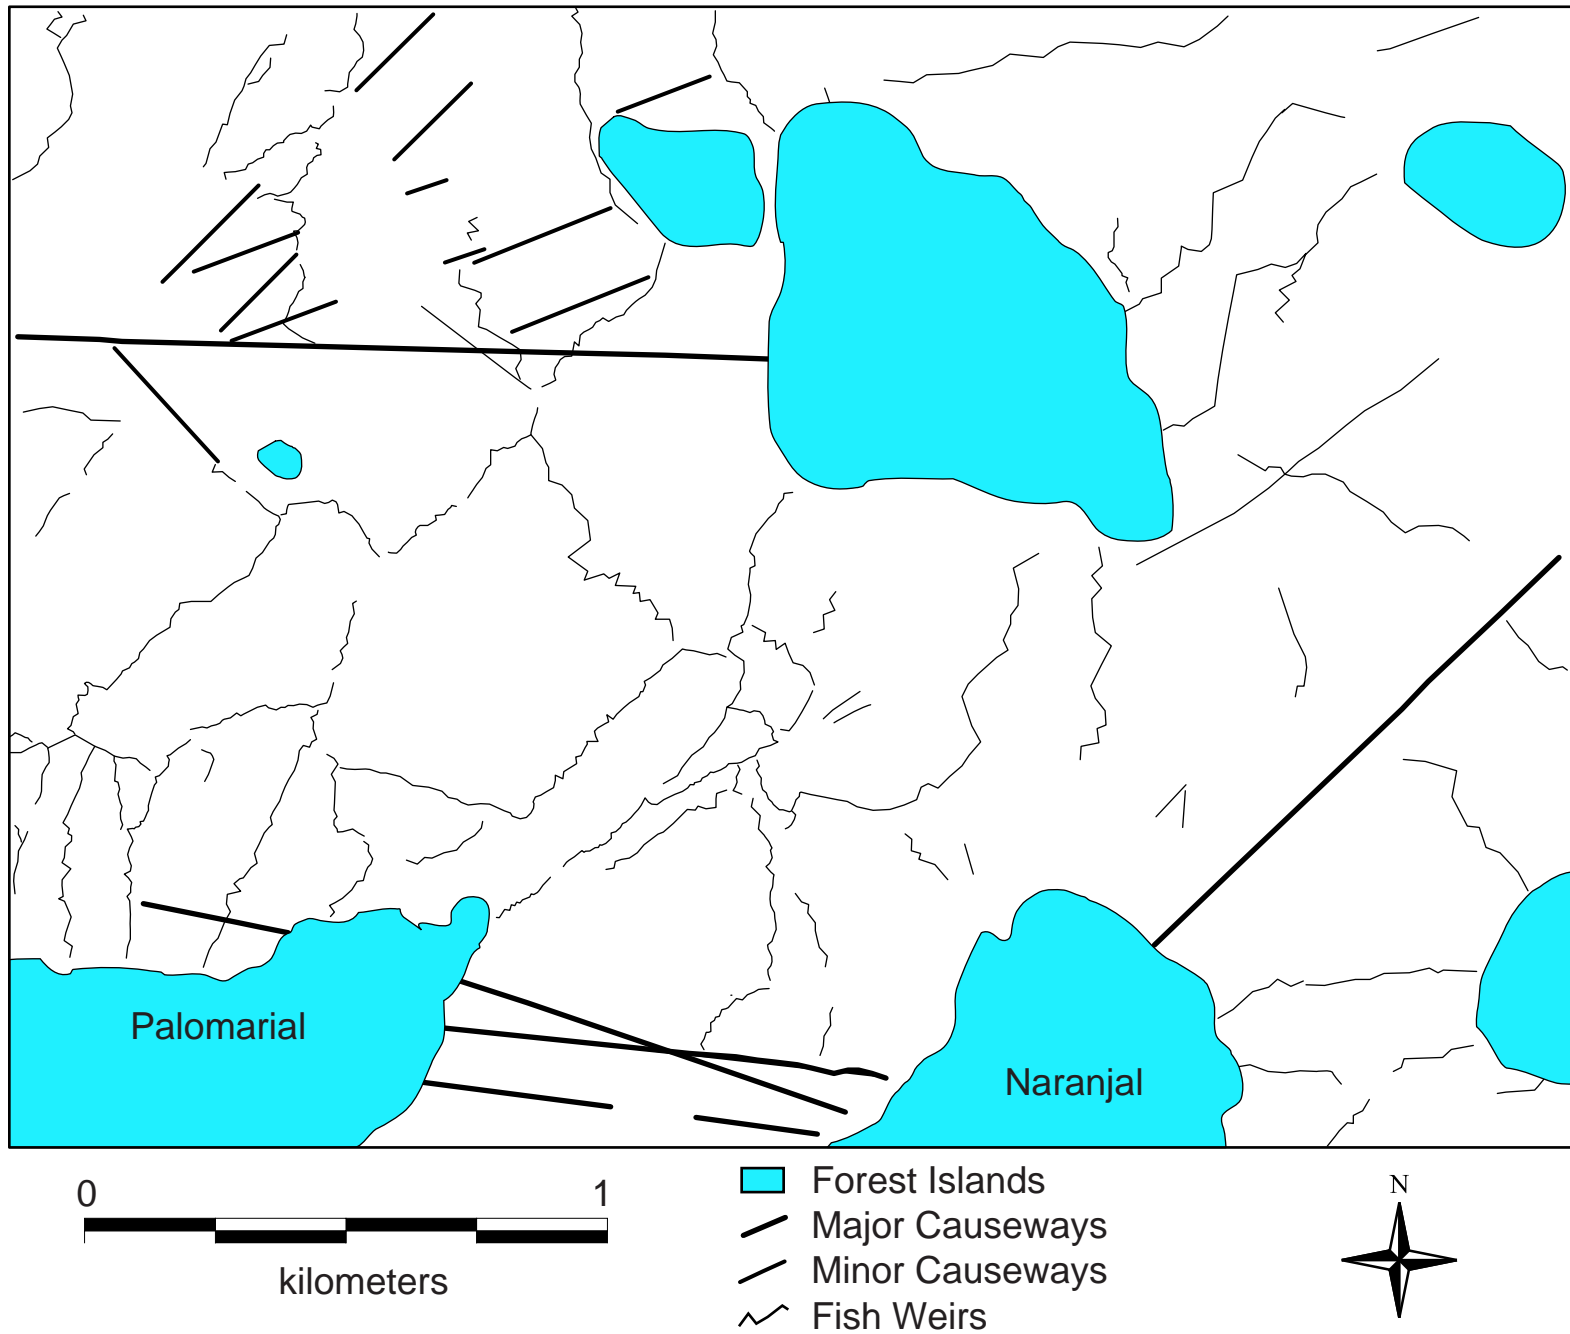 Palomarial
Naranjal
0 1
kilometers
Forest Islands
Major Causeways
Minor Causeways
Fish Weirs
N